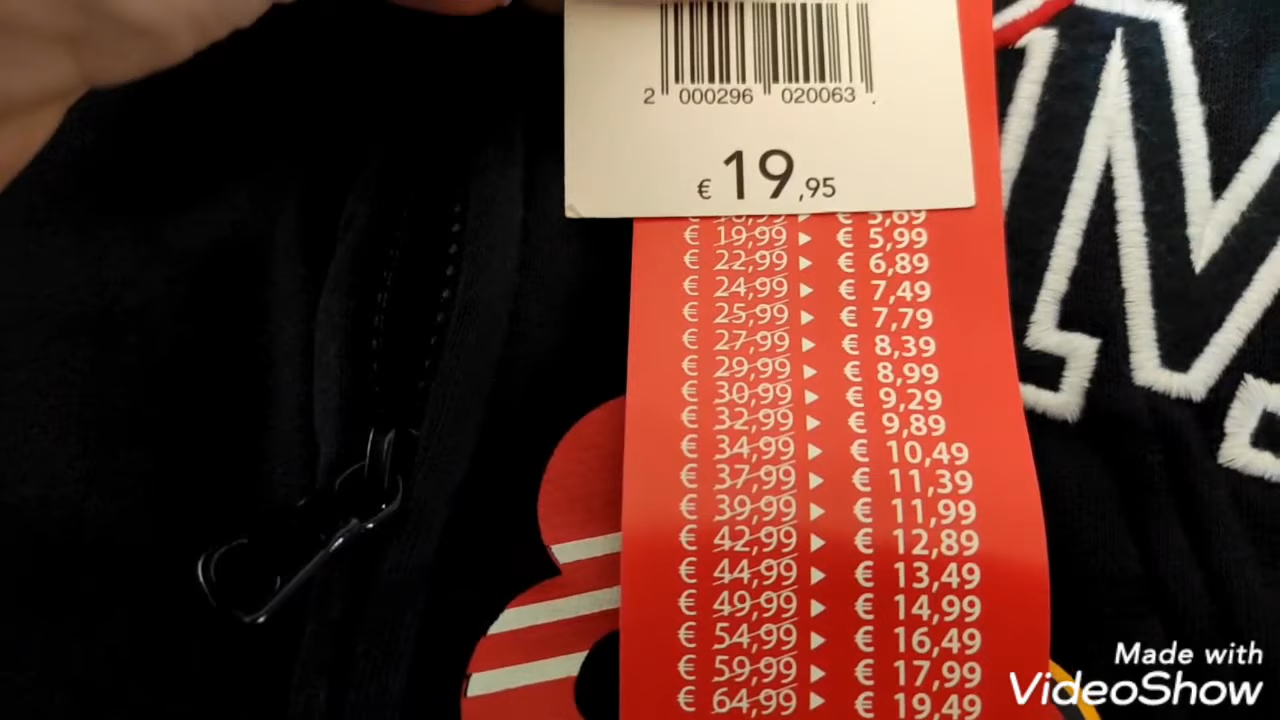 2 000296 020063 .
€ 19,95
€ 5,69
€ 19,99 ▶ € 5,99
€ 22,99 ▶ € 6,89
€ 24,99 ▶ € 7,49
€ 25,99 ▶ € 7,79
€ 27,99 ▶ € 8,39
€ 29,99 ▶ € 8,99
€ 30,99 ▶ € 9,29
€ 32,99 ▶ € 9,89
€ 34,99 ▶ € 10,49
€ 37,99 ▶ € 11,39
€ 39,99 ▶ € 11,99
€ 42,99 ▶ € 12,89
€ 44,99 ▶ € 13,49
€ 49,99 ▶ € 14,99
€ 54,99 ▶ € 16,49
€ 59,99 ▶ € 17,99
€ 64,99 ▶ € 19,49
Made with
VideoShow